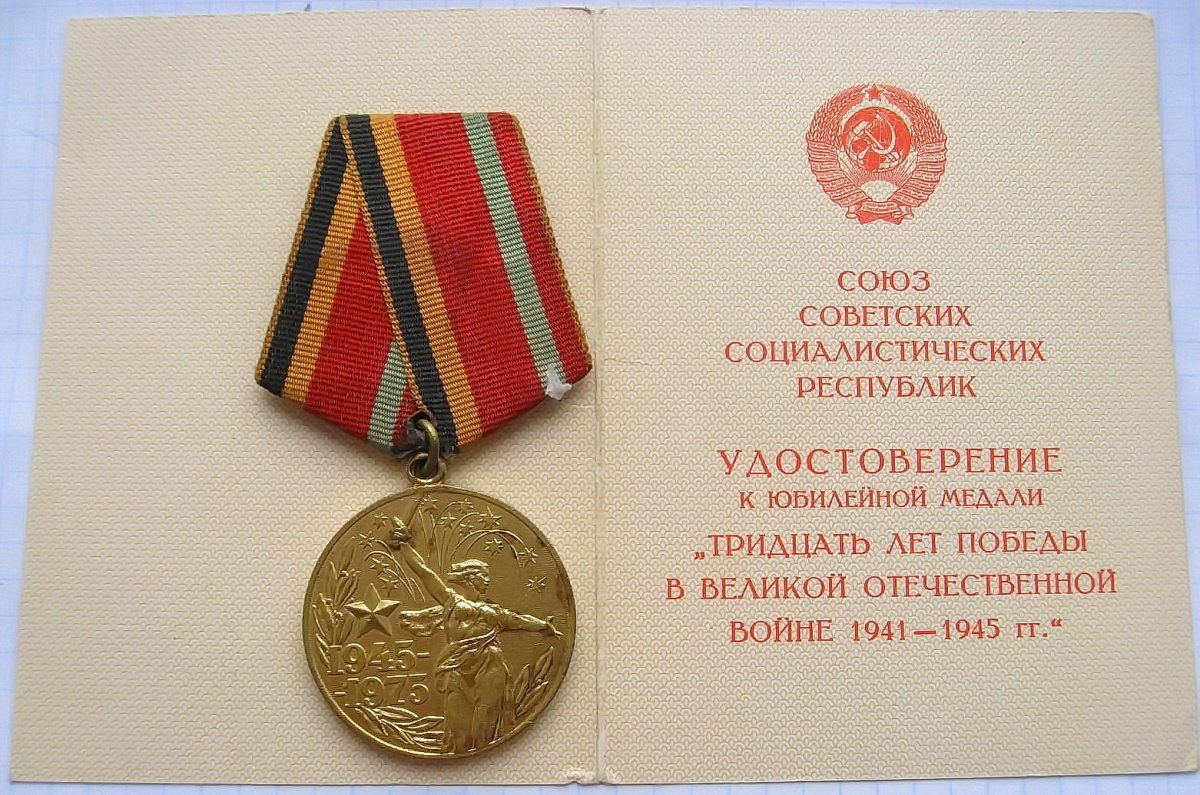 1945-
-1975
СОЮЗ
СОВЕТСКИХ
СОЦИАЛИСТИЧЕСКИХ
РЕСПУБЛИК
УДОСТОВЕРЕНИЕ
К ЮБИЛЕЙНОЙ МЕДАЛИ
„ТРИДЦАТЬ ЛЕТ ПОБЕДЫ
В ВЕЛИКОЙ ОТЕЧЕСТВЕННОЙ
ВОЙНЕ 1941—1945 гг.“